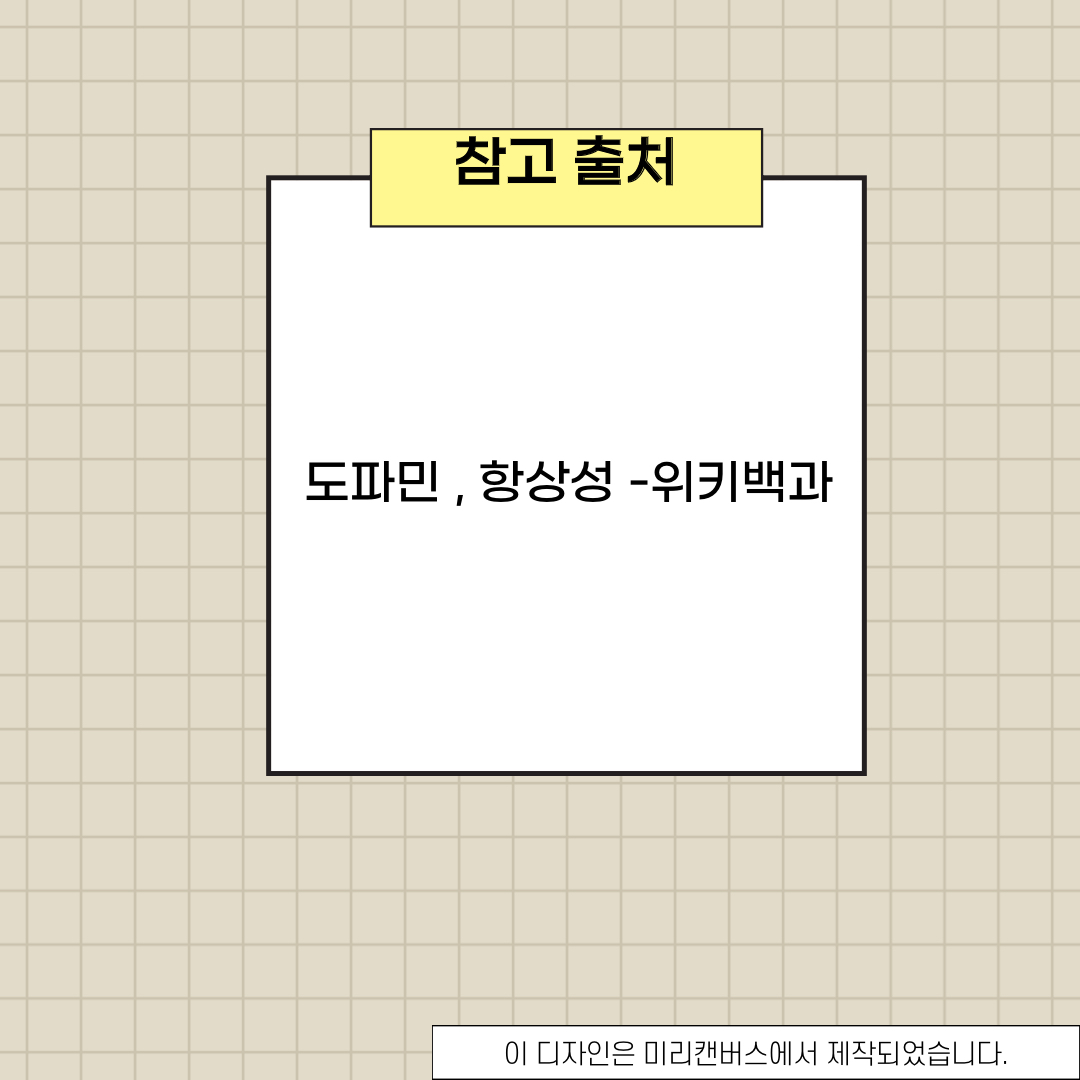 참고 출처
도파민 , 항상성 -위키백과
이 디자인은 미리캔버스에서 제작되었습니다.